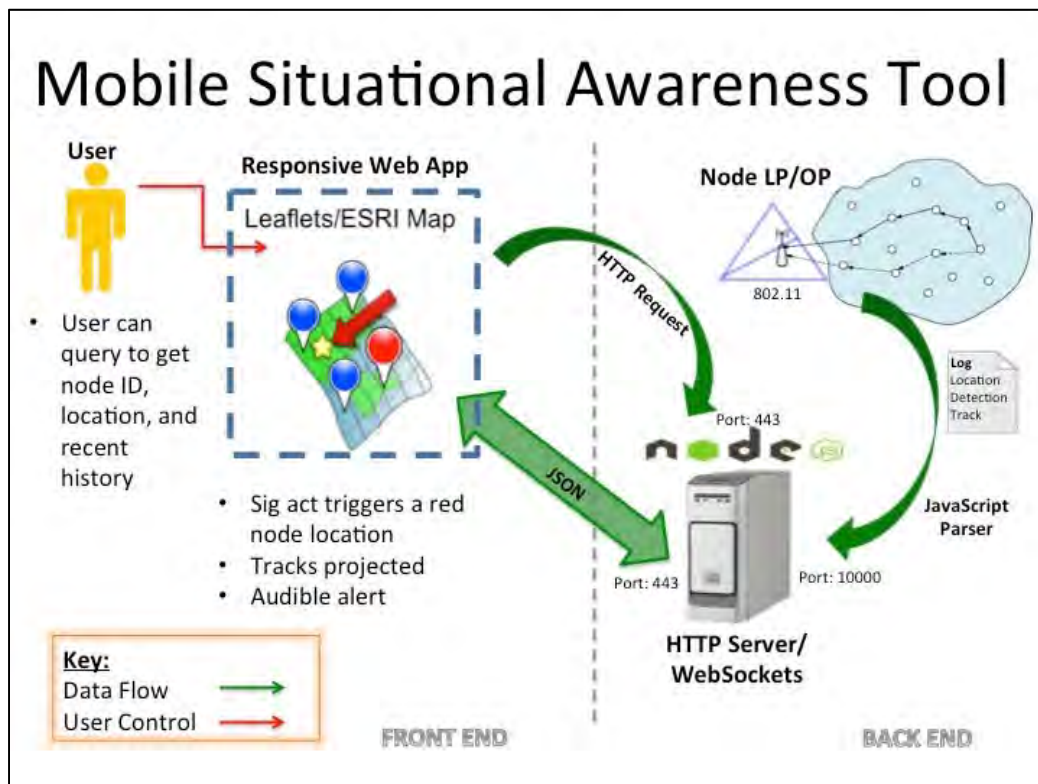 Mobile Situational Awareness Tool
User
• User can
query to get
node ID,
location, and
recent
history
Responsive Web App
Leaflets/ESRI Map
• Sig act triggers a red
node location
• Tracks projected
• Audible alert
Key:
Data Flow
User Control
FRONT END
HTTP Request
JSON
Node LP/OP
802.11
Log
Location
Detection
Track
JavaScript
Parser
Port: 443
node JS
Port: 443
Port: 10000
HTTP Server/
WebSockets
BACK END